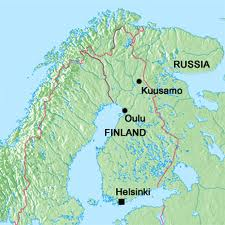 RUSSIA
Kuusamo
Oulu
FINLAND
Helsinki